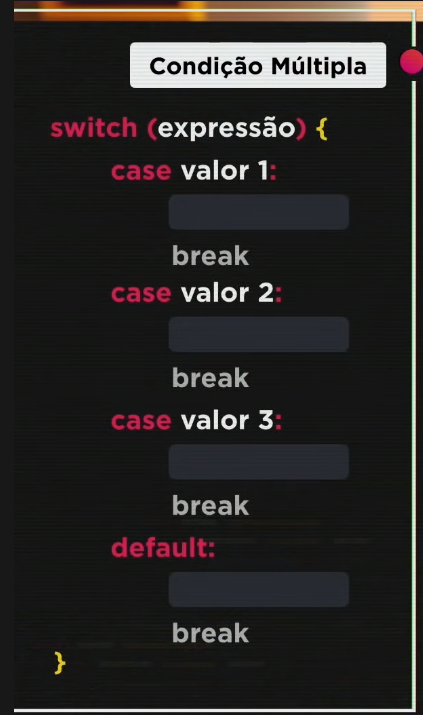 Condição Múltipla
switch (expressão) {
case valor 1:
break
case valor 2:
break
case valor 3:
break
default:
break
}